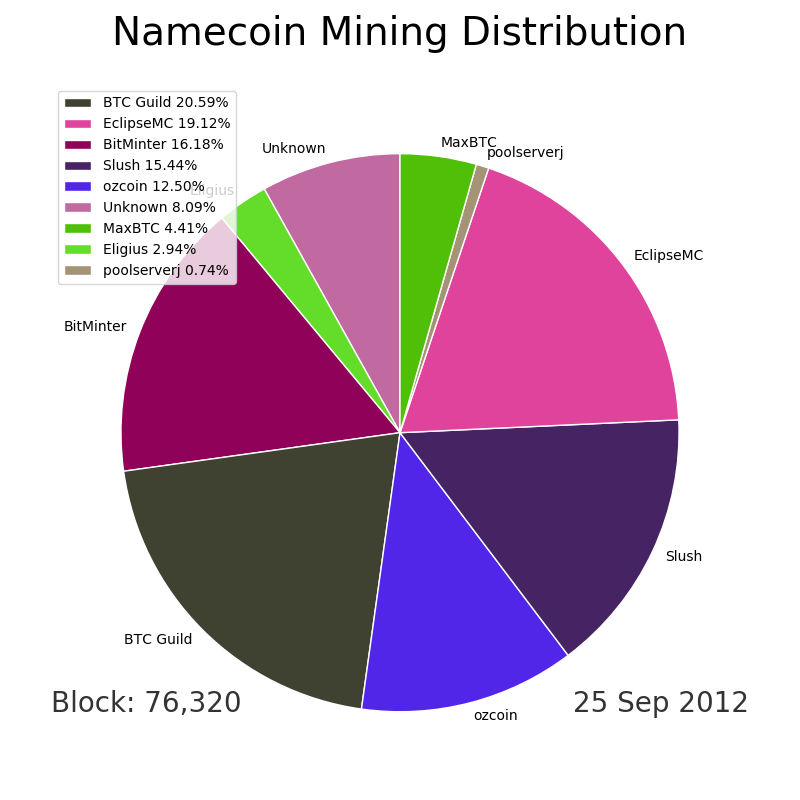 Namecoin Mining Distribution
BTC Guild 20.59%
EclipseMC 19.12%
BitMinter 16.18%
Slush 15.44%
ozcoin 12.50%
Unknown 8.09%
MaxBTC 4.41%
Eligius 2.94%
poolserverj 0.74%
Unknown
MaxBTC
poolserverj
Eligius
EclipseMC
BitMinter
Slush
BTC Guild
ozcoin
Block: 76,320
25 Sep 2012